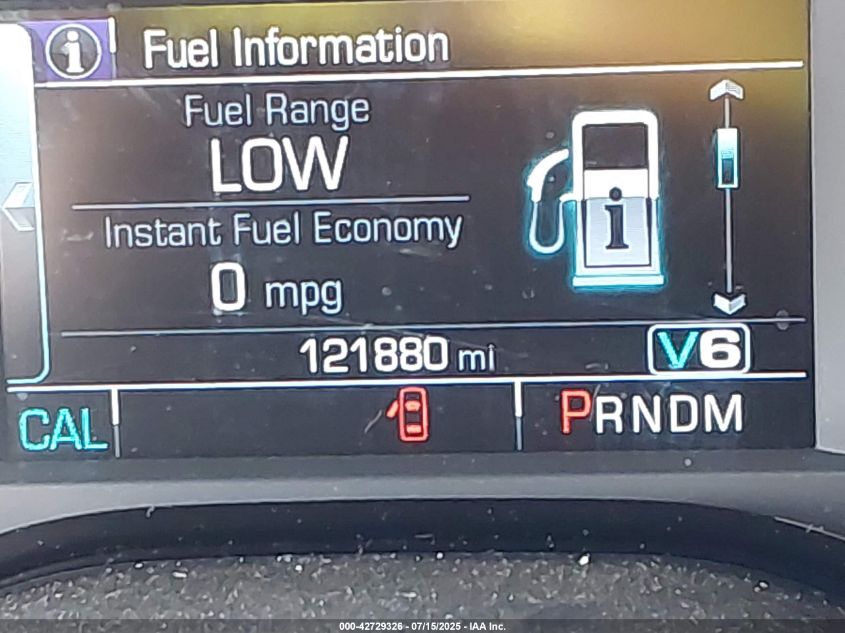 i Fuel Information
Fuel Range
LOW
Instant Fuel Economy
0 mpg
i
121880 mi
V6
CAL
PRNDM
000-42729326 - 07/15/2025 - IAA Inc.